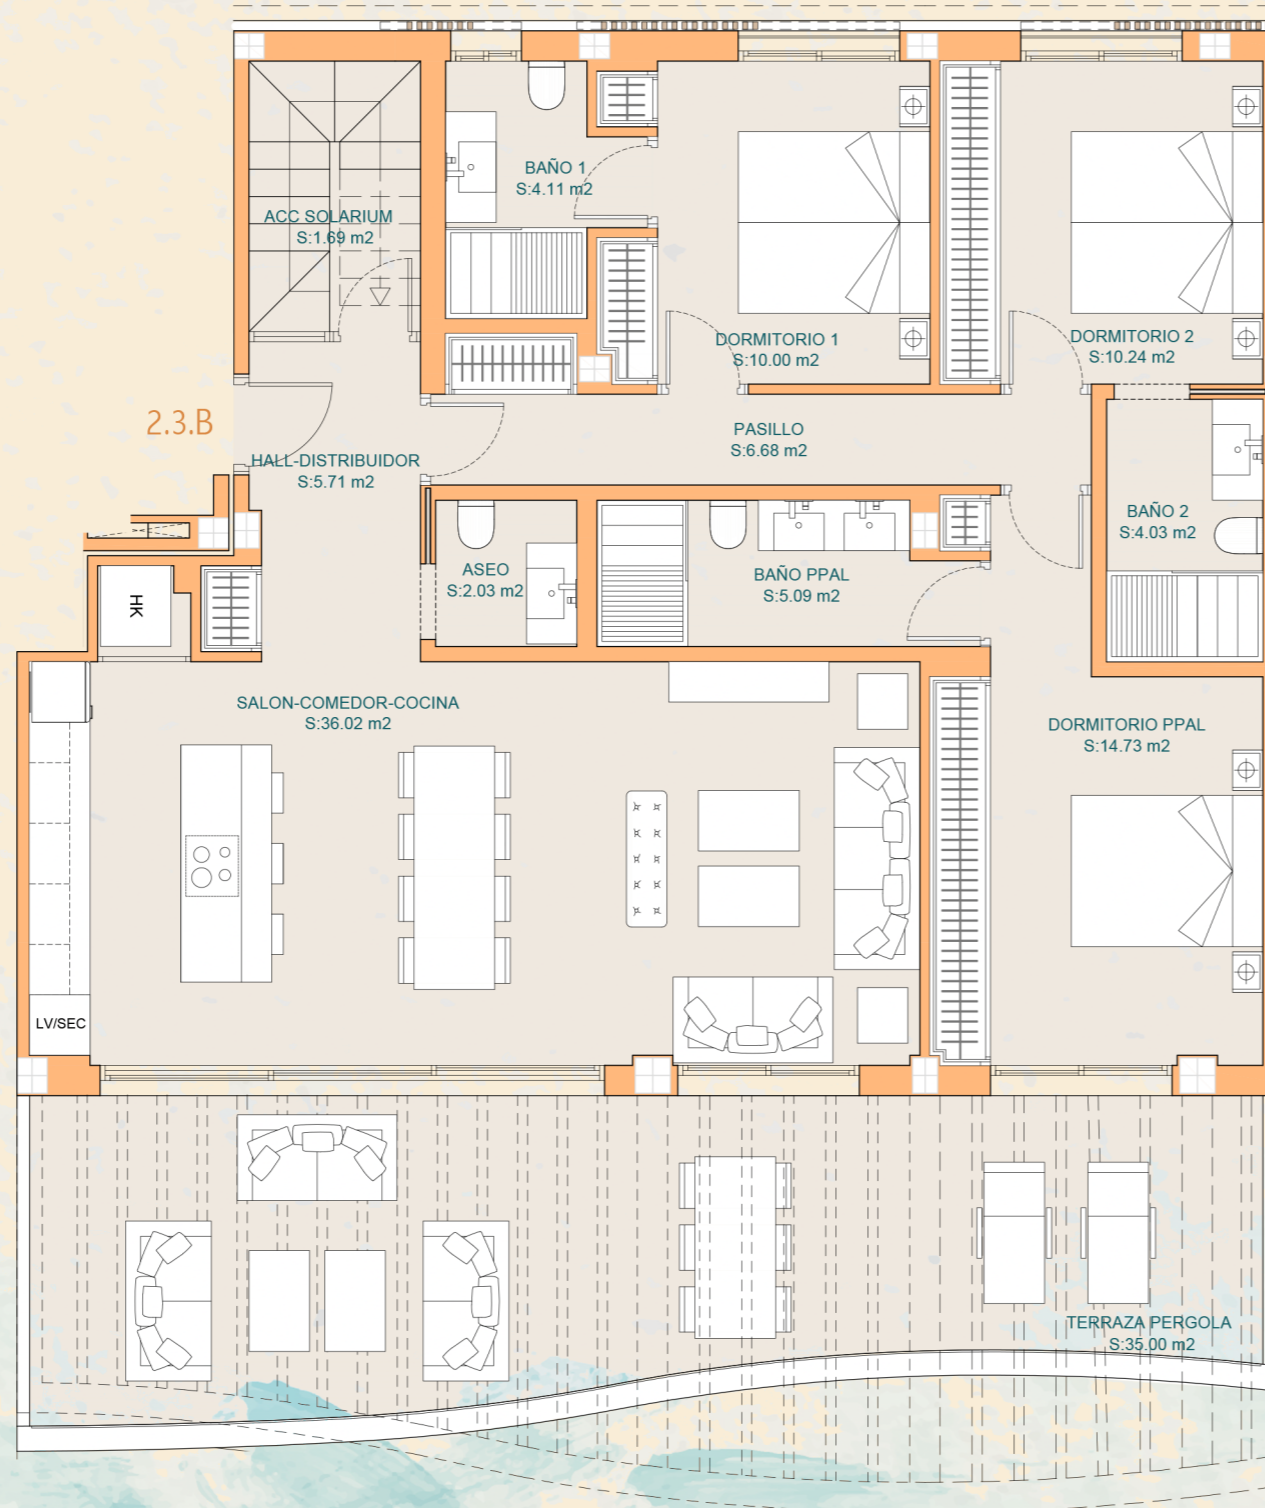 BAÑO 1
S:4.11 m2
ACC SOLARIUM
S:1.69 m2
DORMITORIO 1
S:10.00 m2
DORMITORIO 2
S:10.24 m2
2.3.B
PASILLO
S:6.68 m2
HALL-DISTRIBUIDOR
S:5.71 m2
BAÑO 2
S:4.03 m2
ASEO
S:2.03 m2
BAÑO PPAL
S:5.09 m2
HK
SALON-COMEDOR-COCINA
S:36.02 m2
DORMITORIO PPAL
S:14.73 m2
LV/SEC
TERRAZA PERGOLA
S:35.00 m2